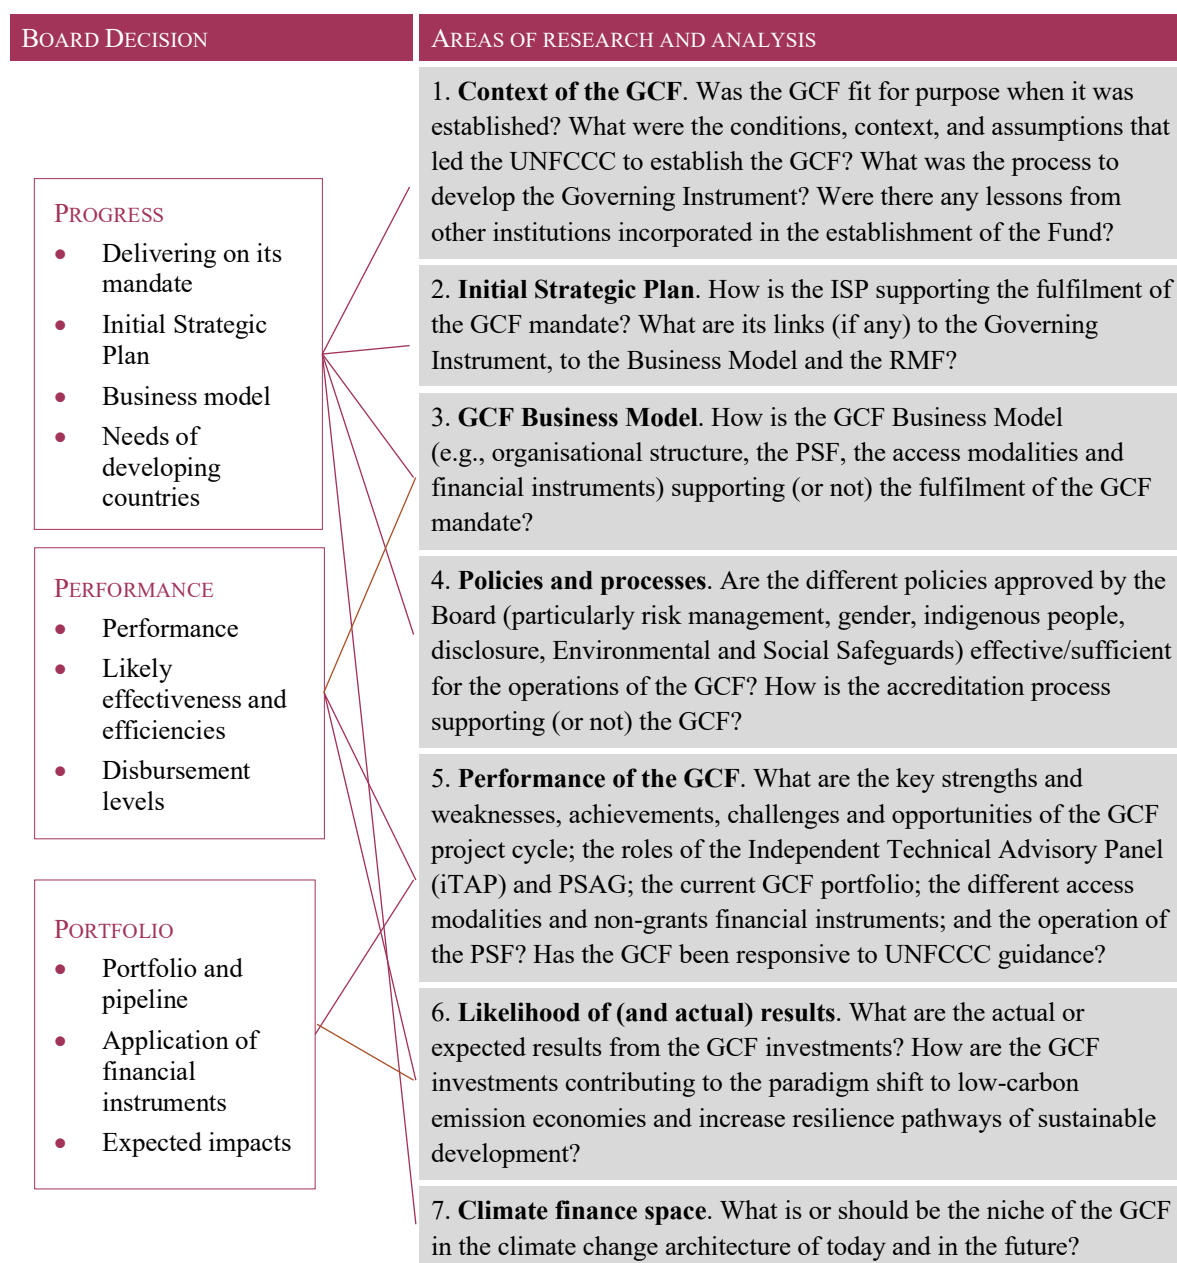 BOARD DECISION
AREAS OF RESEARCH AND ANALYSIS
PROGRESS
• Delivering on its
mandate
• Initial Strategic
Plan
• Business model
• Needs of
developing
countries
PERFORMANCE
• Performance
• Likely
effectiveness and
efficiencies
• Disbursement
levels
PORTFOLIO
• Portfolio and
pipeline
• Application of
financial
instruments
• Expected impacts
1. Context of the GCF. Was the GCF fit for purpose when it was
established? What were the conditions, context, and assumptions that
led the UNFCCC to establish the GCF? What was the process to
develop the Governing Instrument? Were there any lessons from
other institutions incorporated in the establishment of the Fund?
2. Initial Strategic Plan. How is the ISP supporting the fulfilment of
the GCF mandate? What are its links (if any) to the Governing
Instrument, to the Business Model and the RMF?
3. GCF Business Model. How is the GCF Business Model
(e.g., organisational structure, the PSF, the access modalities and
financial instruments) supporting (or not) the fulfilment of the GCF
mandate?
4. Policies and processes. Are the different policies approved by the
Board (particularly risk management, gender, indigenous people,
disclosure, Environmental and Social Safeguards) effective/sufficient
for the operations of the GCF? How is the accreditation process
supporting (or not) the GCF?
5. Performance of the GCF. What are the key strengths and
weaknesses, achievements, challenges and opportunities of the GCF
project cycle; the roles of the Independent Technical Advisory Panel
(iTAP) and PSAG; the current GCF portfolio; the different access
modalities and non-grants financial instruments; and the operation of
the PSF? Has the GCF been responsive to UNFCCC guidance?
6. Likelihood of (and actual) results. What are the actual or
expected results from the GCF investments? How are the GCF
investments contributing to the paradigm shift to low-carbon
emission economies and increase resilience pathways of sustainable
development?
7. Climate finance space. What is or should be the niche of the GCF
in the climate change architecture of today and in the future?